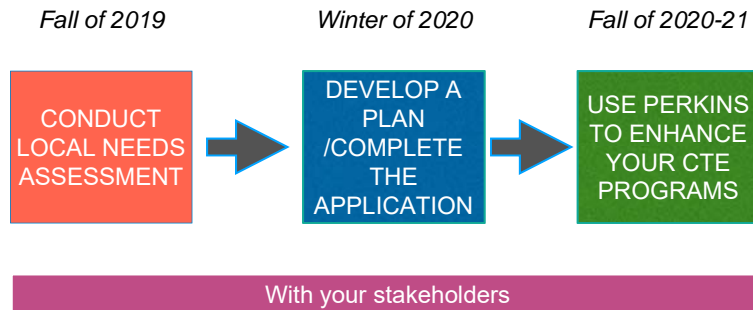 Fall of 2019
Winter of 2020
Fall of 2020-21
CONDUCT
LOCAL NEEDS
ASSESSMENT
DEVELOP A
PLAN
/COMPLETE
THE
APPLICATION
USE PERKINS
TO ENHANCE
YOUR CTE
PROGRAMS
With your stakeholders